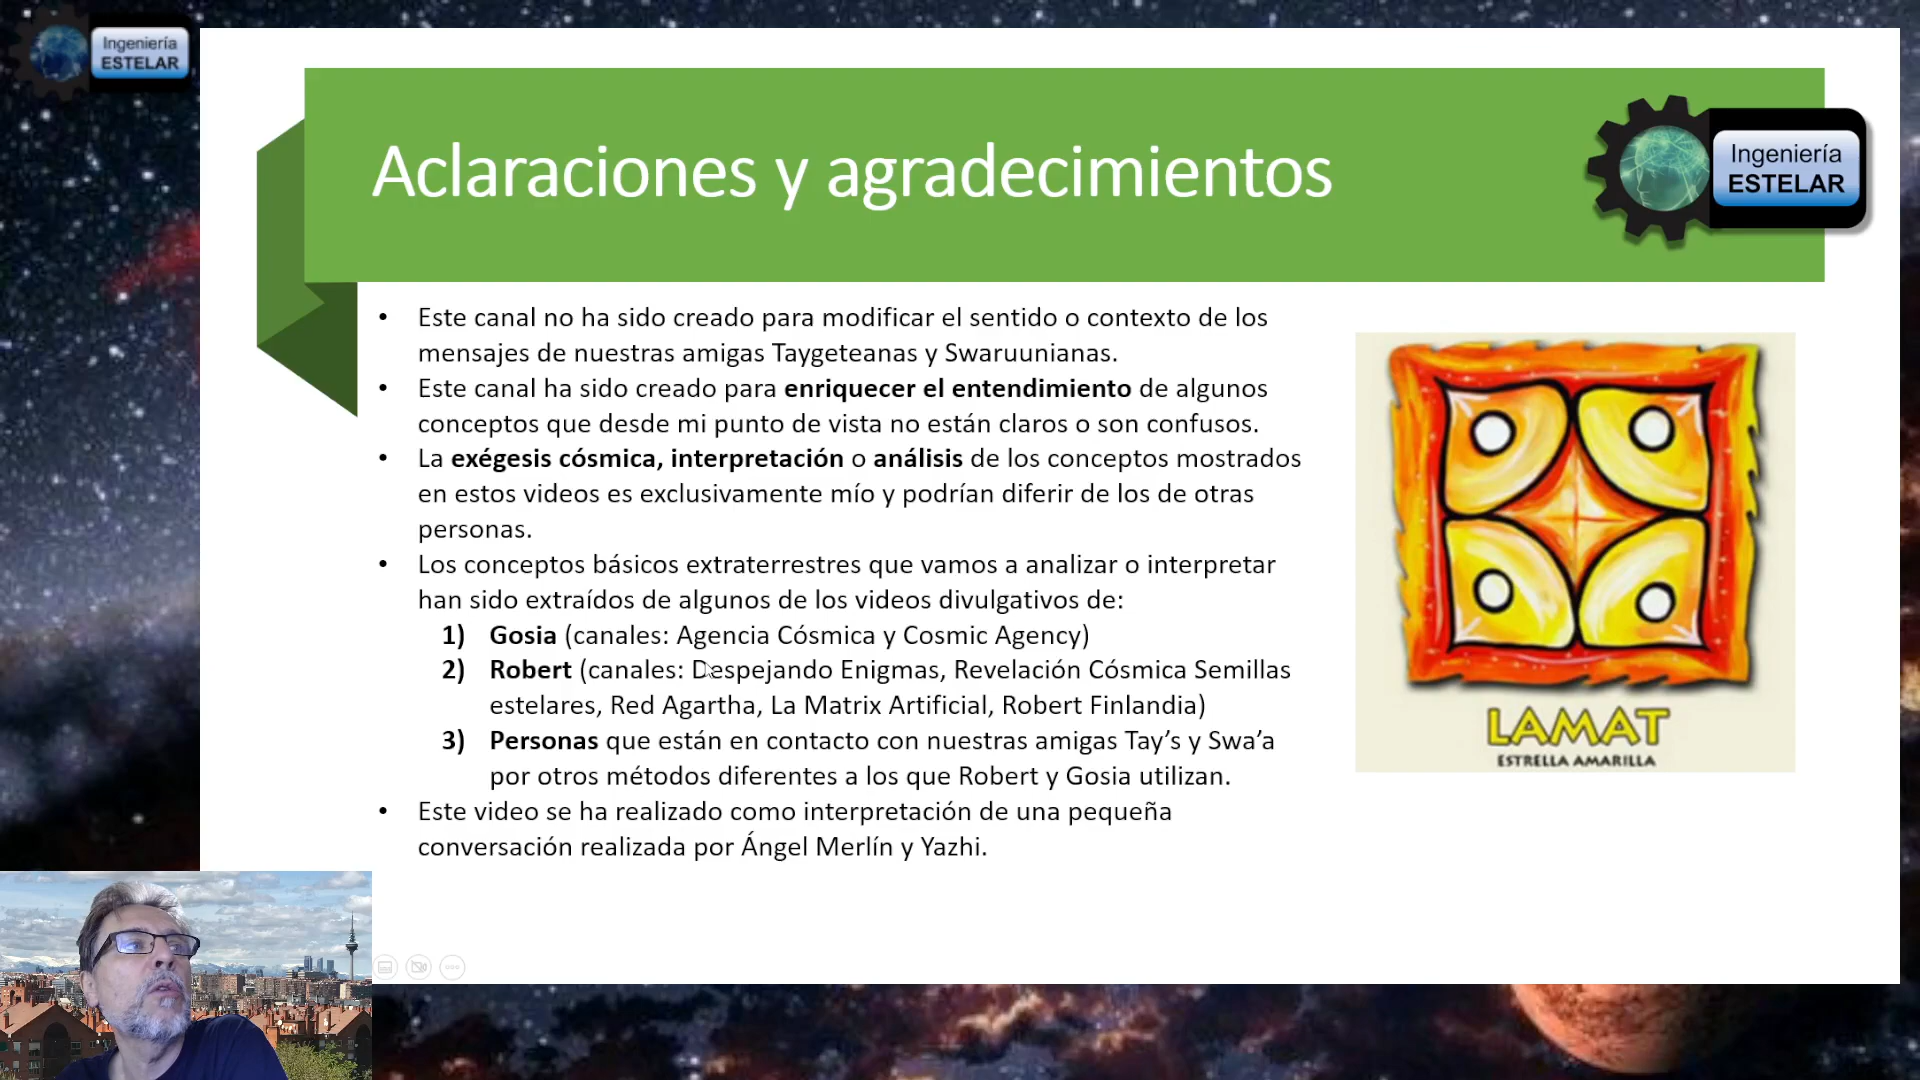 Ingeniería
ESTELAR
Aclaraciones y agradecimientos
Ingeniería
ESTELAR
• Este canal no ha sido creado para modificar el sentido o contexto de los
mensajes de nuestras amigas Taygeteanas y Swaruunianas.
• Este canal ha sido creado para enriquecer el entendimiento de algunos
conceptos que desde mi punto de vista no están claros o son confusos.
• La exégesis cósmica, interpretación o análisis de los conceptos mostrados
en estos videos es exclusivamente mío y podrían diferir de los de otras
personas.
• Los conceptos básicos extraterrestres que vamos a analizar o interpretar
han sido extraídos de algunos de los videos divulgativos de:
1) Gosia (canales: Agencia Cósmica y Cosmic Agency)
2) Robert (canales: Despejando Enigmas, Revelación Cósmica Semillas
estelares, Red Agartha, La Matrix Artificial, Robert Finlandia)
3) Personas que están en contacto con nuestras amigas Tay’s y Swa’a
por otros métodos diferentes a los que Robert y Gosia utilizan.
• Este video se ha realizado como interpretación de una pequeña
conversación realizada por Ángel Merlín y Yazhi.
LAMAT
ESTRELLA AMARILLA